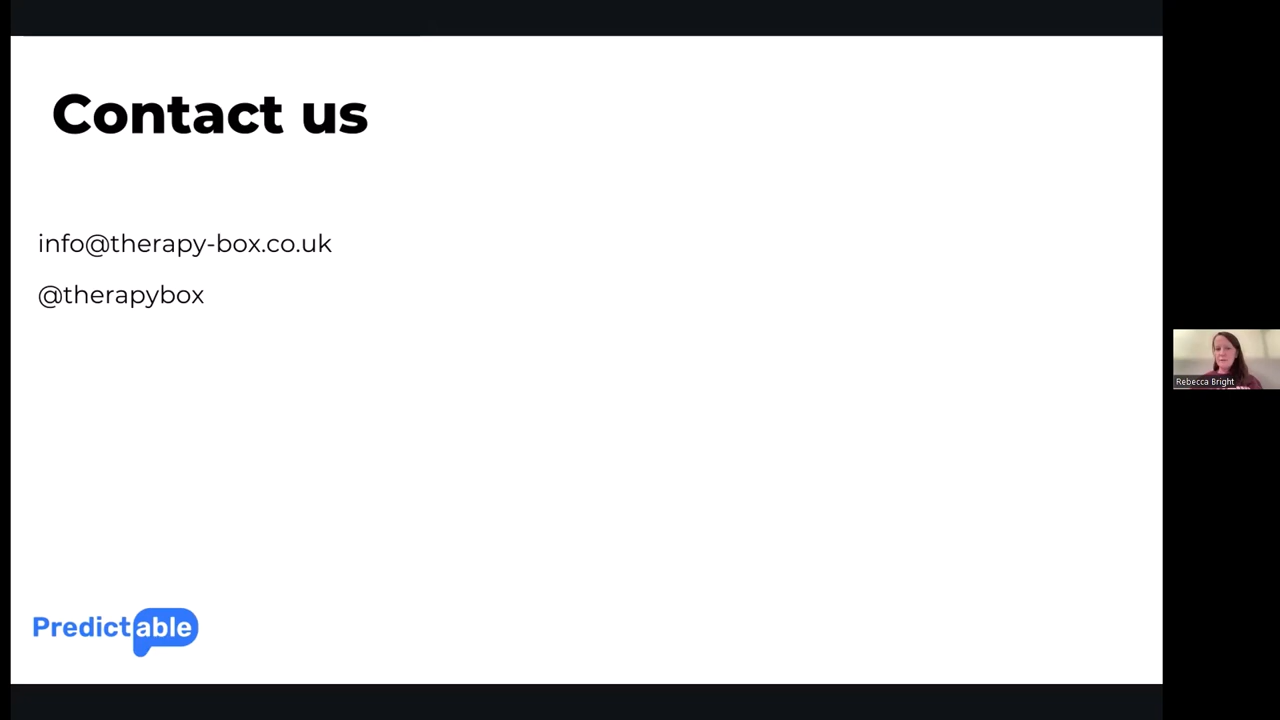 Contact us
info@therapy-box.co.uk
@therapybox
Rebecca Bright
Predictable